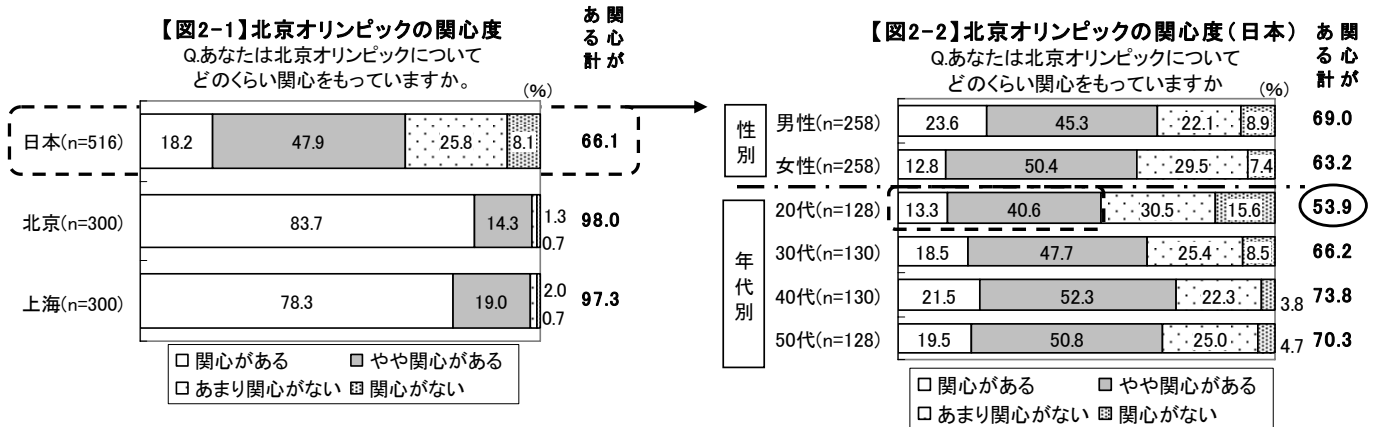 【図2-1】北京オリンピックの関心度
Q.あなたは北京オリンピックについて
どのくらい関心をもっていますか。
(%)
関心が
ある計
日本(n=516) 18.2 47.9 25.8 8.1 66.1
北京(n=300) 83.7 14.3 1.3 0.7 98.0
上海(n=300) 78.3 19.0 2.0 0.7 97.3
□関心がある ■やや関心がある
□あまり関心がない 関心がない
【図2-2】北京オリンピックの関心度(日本)
Q.あなたは北京オリンピックについて
どのくらい関心をもっていますか
(%)
関心が
ある計
性別
男性(n=258) 23.6 45.3 22.1 8.9 69.0
女性(n=258) 12.8 50.4 29.5 7.4 63.2
年代別
20代(n=128) 13.3 40.6 30.5 15.6 53.9
30代(n=130) 18.5 47.7 25.4 8.5 66.2
40代(n=130) 21.5 52.3 22.3 3.8 73.8
50代(n=128) 19.5 50.8 25.0 4.7 70.3
□関心がある ■やや関心がある
□あまり関心がない 関心がない